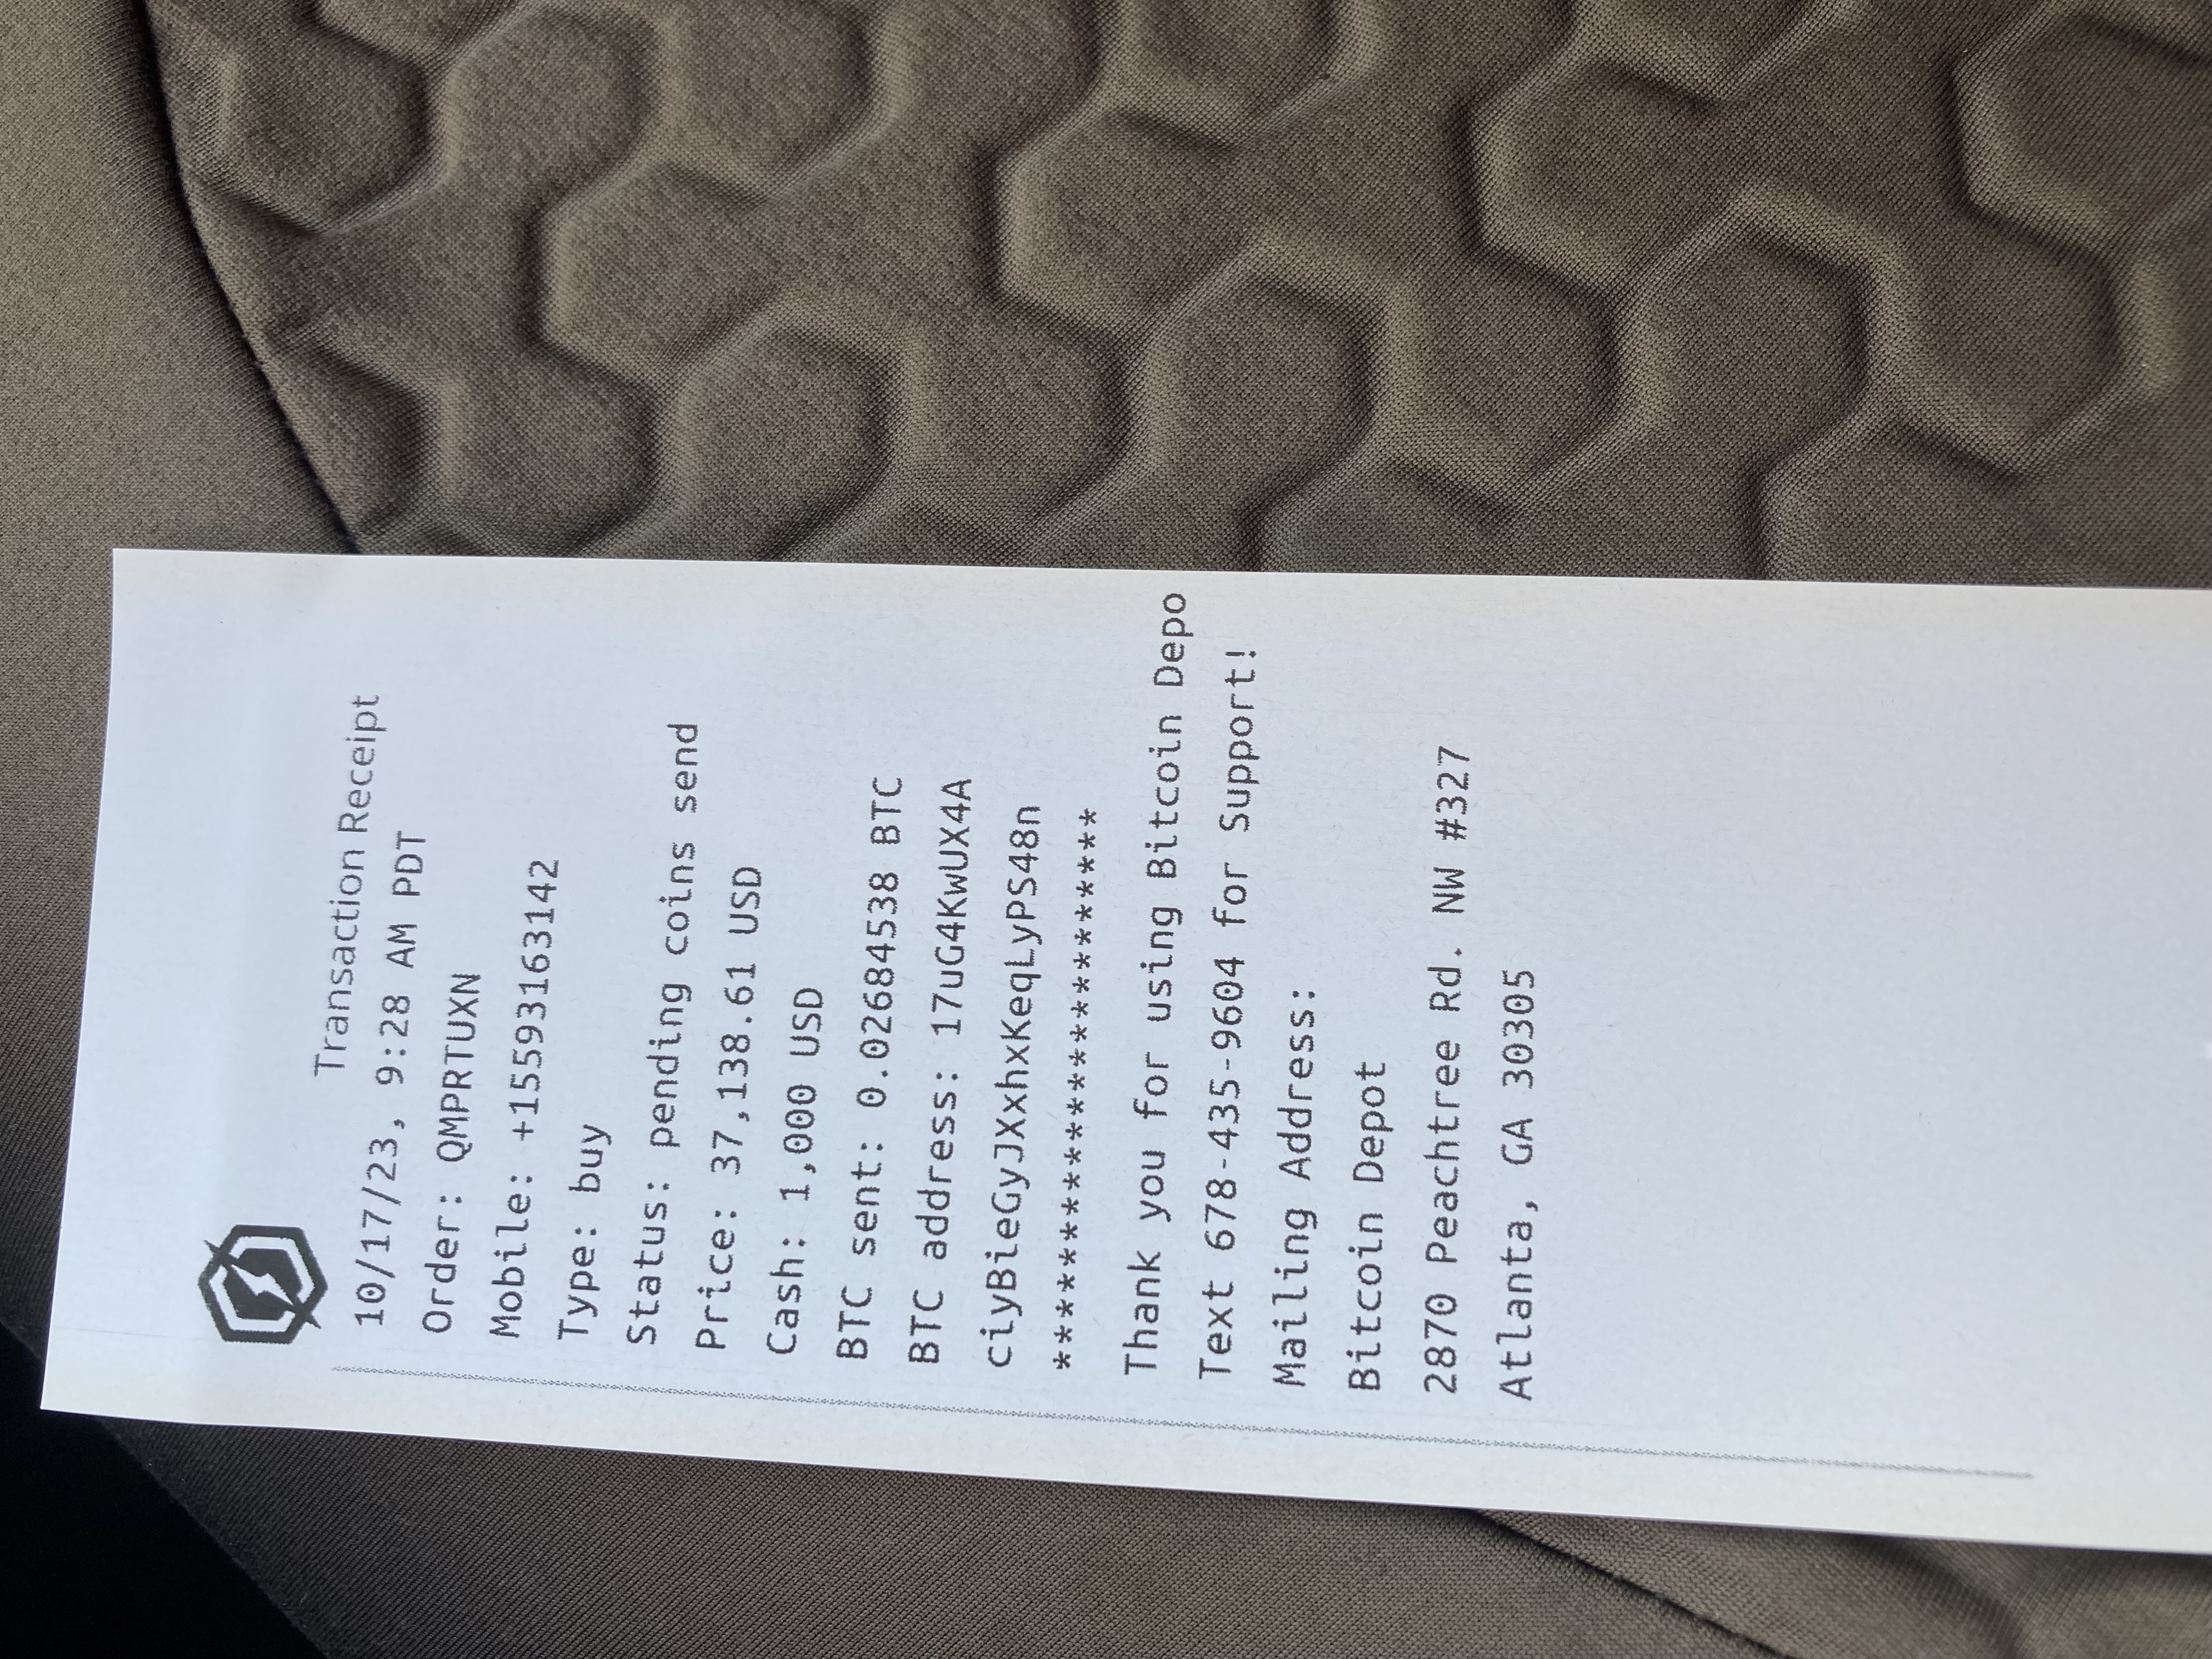 Transaction Receipt
10/17/23, 9:28 AM PDT
Order: QMPRTUXN
Mobile: +15593163142
Type: buy
Status: pending coins send
Price: 37,138.61 USD
Cash: 1,000 USD
BTC sent: 0.02684538 BTC
BTC address: 17uG4KwUX4A
ciyBieGyJXxhxKeqLyPS48n
************************
Thank you for using Bitcoin Depo
Text 678-435-9604 for Support!
Mailing Address:
Bitcoin Depot
2870 Peachtree Rd. NW #327
Atlanta, GA 30305